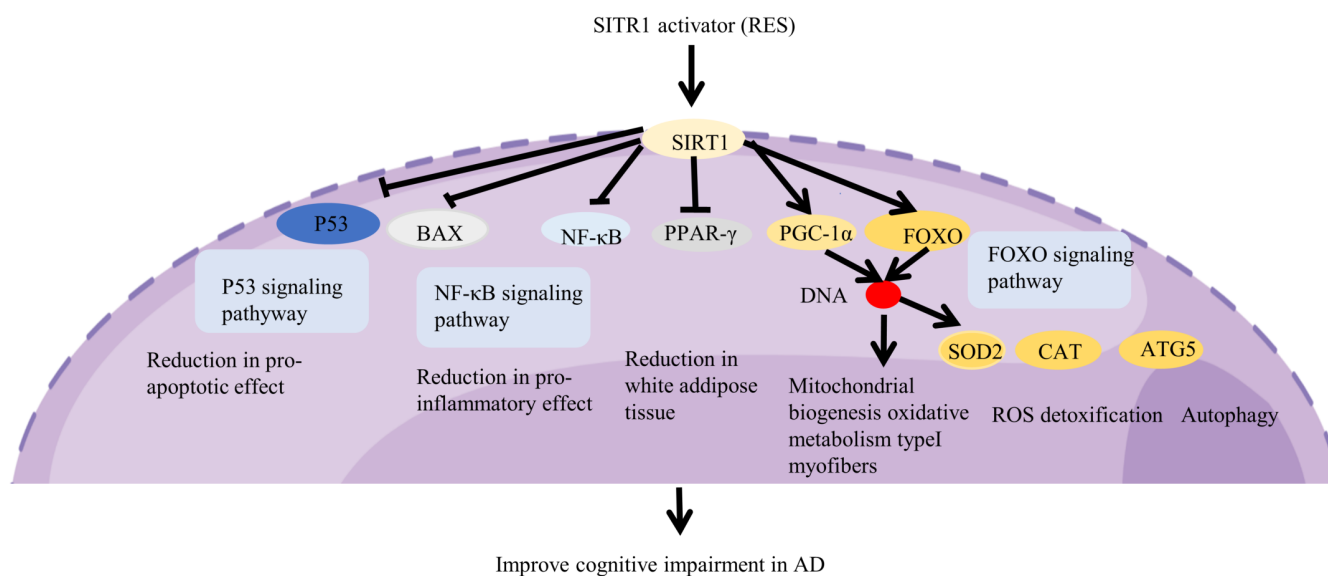 SITR1 activator (RES)
SIRT1
P53
BAX
NF-κB
PPAR-γ
PGC-1α
FOXO
P53 signaling
pathyway
NF-κB signaling
pathway
FOXO signaling
pathway
DNA
SOD2
CAT
ATG5
Reduction in pro-
apoptotic effect
Reduction in pro-
inflammatory effect
Reduction in
white addipose
tissue
Mitochondrial
biogenesis oxidative
metabolism typeI
myofibers
ROS detoxification
Autophagy
Improve cognitive impairment in AD